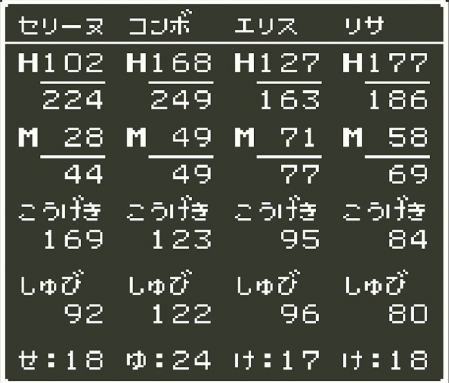 セリーヌ コンボ エリス リサ
H102 H168 H127 H177
224 249 163 186
M 28 M 49 M 71 M 58
44 49 77 69
こうげき こうげき こうげき こうげき
169 123 95 84
しゅび しゅび しゅび しゅび
92 122 96 80
せ:18 ゆ:24 け:17 け:18